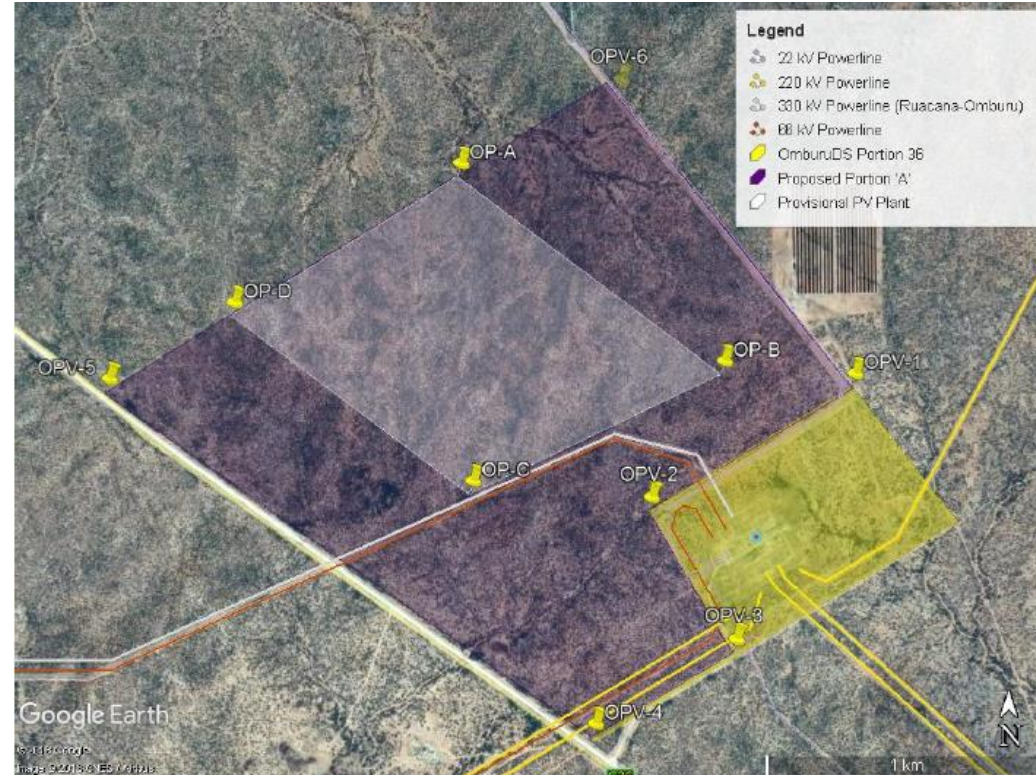 Legend
22 kV Powerline
220 kV Powerline
330 kV Powerline (Ruacana-Omburu)
66 kV Powerline
OmburuDS Portion 36
Proposed Portion 'A'
Provisional PV Plant
OPV-6
OP-A
OP-D
OPV-5
OP-B
OPV-1
OP-C
OPV-2
OPV-3
OPV-4
Google Earth
N
1 km